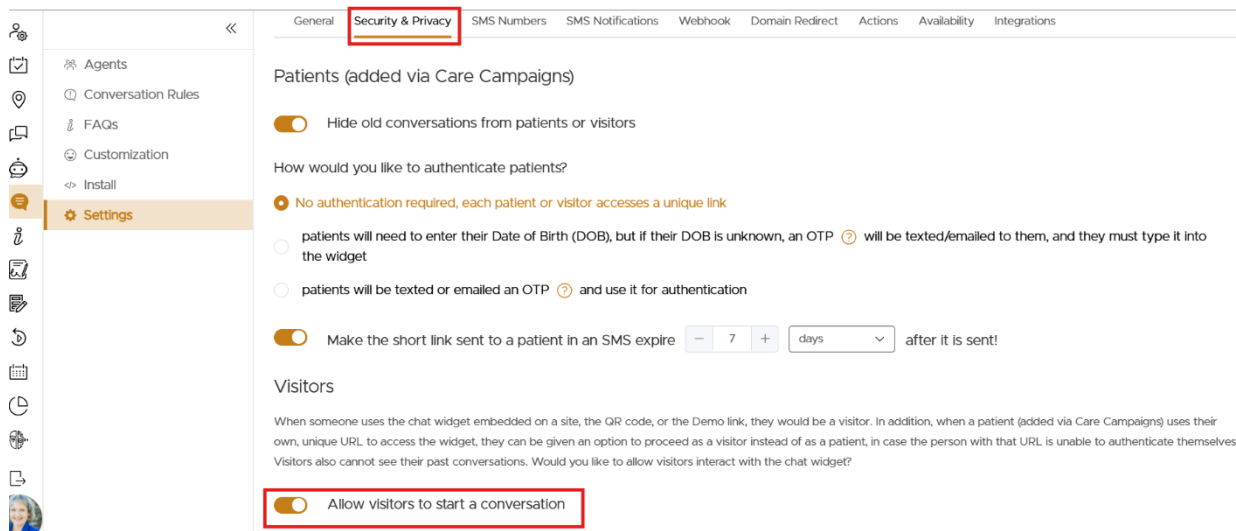 General Security & Privacy SMS Numbers SMS Notifications Webhook Domain Redirect Actions Availability Integrations
Agents
Conversation Rules
FAQs
Customization
Install
Settings
Patients (added via Care Campaigns)
Hide old conversations from patients or visitors
How would you like to authenticate patients?
No authentication required, each patient or visitor accesses a unique link
patients will need to enter their Date of Birth (DOB), but if their DOB is unknown, an OTP ? will be texted/emailed to them, and they must type it into
the widget
patients will be texted or emailed an OTP ? and use it for authentication
Make the short link sent to a patient in an SMS expire − 7 + days after it is sent!
Visitors
When someone uses the chat widget embedded on a site, the QR code, or the Demo link, they would be a visitor. In addition, when a patient (added via Care Campaigns) uses their
own, unique URL to access the widget, they can be given an option to proceed as a visitor instead of as a patient, in case the person with that URL is unable to authenticate themselves
Visitors also cannot see their past conversations. Would you like to allow visitors interact with the chat widget?
Allow visitors to start a conversation